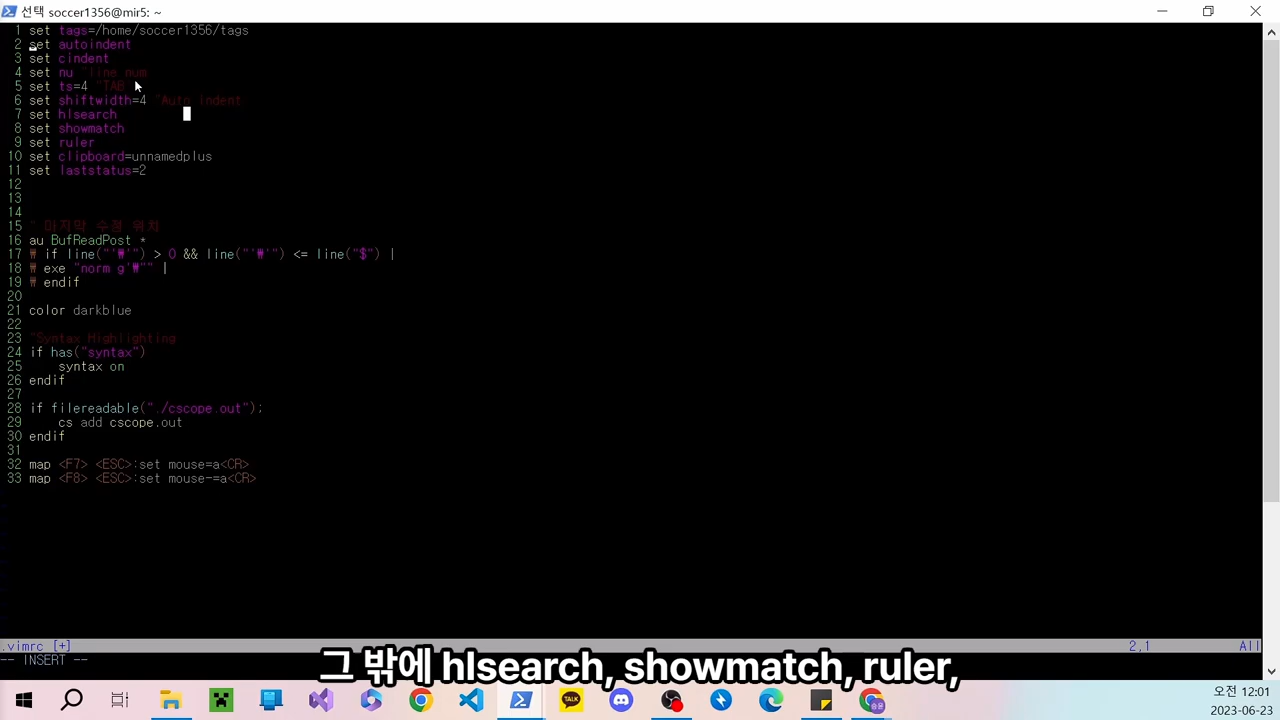 선택 soccer1356@mir5: ~
1 set tags=/home/soccer1356/tags
2 set autoindent
3 set cindent
4 set nu "line num
5 set ts=4 "TAB
6 set shiftwidth=4 "Auto indent
7 set hlsearch
8 set showmatch
9 set ruler
10 set clipboard=unnamedplus
11 set laststatus=2
12
13
14
15 " 마지막 수정 위치
16 au BufReadPost *
17 ₩ if line("'₩'") > 0 && line("'₩'") <= line("$") |
18 ₩ exe "norm g'₩"" |
19 ₩ endif
20
21 color darkblue
22
23 "Syntax Highlighting
24 if has("syntax")
25 syntax on
26 endif
27
28 if filereadable("./cscope.out");
29 cs add cscope.out
30 endif
31
32 map <F7> <ESC>:set mouse=a<CR>
33 map <F8> <ESC>:set mouse-=a<CR>
.vimrc [+] 2,1 All
-- INSERT --
그 밖에 hlsearch, showmatch, ruler,
TALK
오전 12:01
2023-06-23